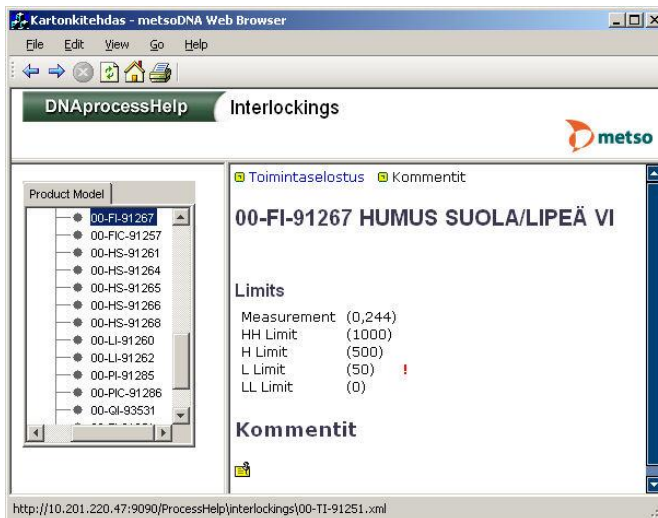 Kartonkitehdas - metsoDNA Web Browser
File Edit View Go Help
DNAprocessHelp Interlockings
metso
Product Model
00-FI-91267
00-FIC-91257
00-HS-91261
00-HS-91264
00-HS-91265
00-HS-91266
00-HS-91268
00-LI-91260
00-LI-91262
00-PI-91285
00-PIC-91286
00-QI-93531
Toimintaselostus Kommentit
00-FI-91267 HUMUS SUOLA/LIPEÄ VI
Limits
Measurement (0,244)
HH Limit (1000)
H Limit (500)
L Limit (50) !
LL Limit (0)
Kommentit
http://10.201.220.47:9090/ProcessHelp\interlockings\00-TI-91251.xml